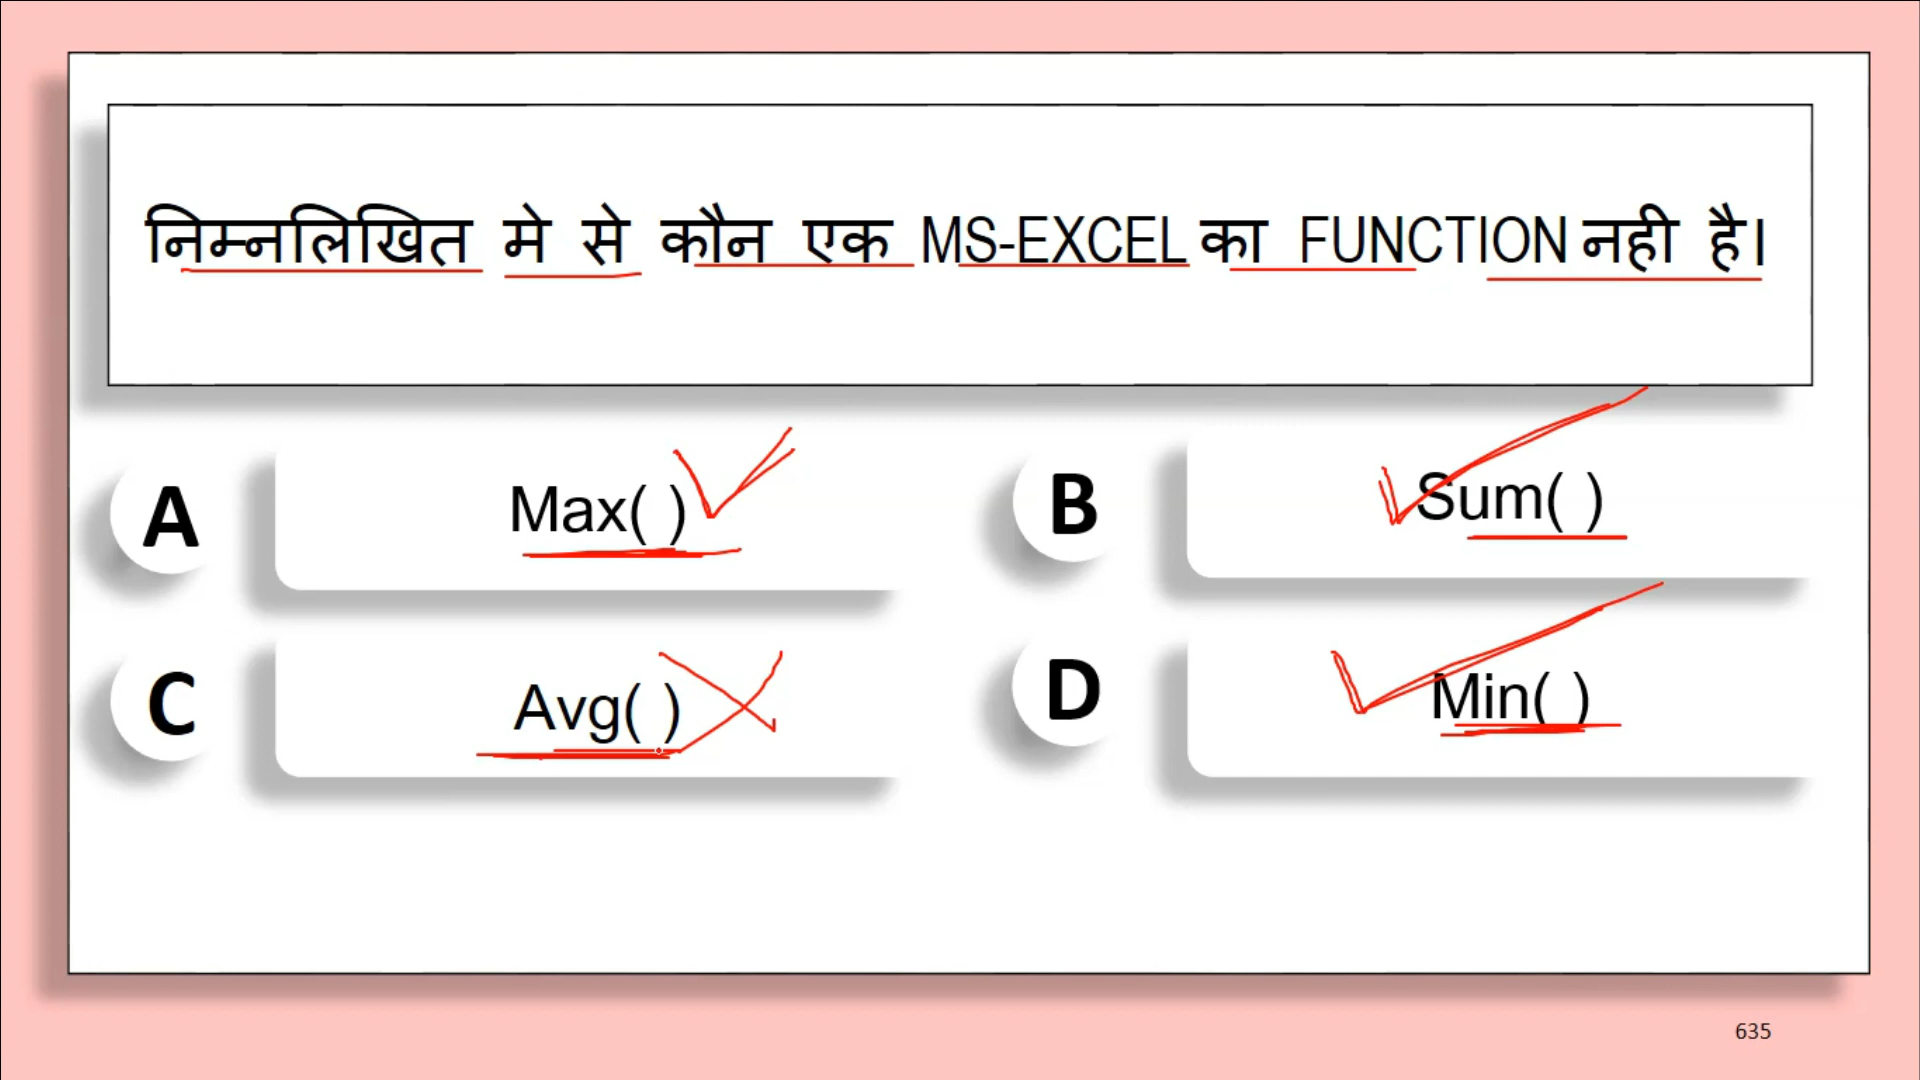 निम्नलिखित मे से कौन एक MS-EXCEL का FUNCTION नही है।
A Max( )
B Sum( )
C Avg( )
D Min( )
635